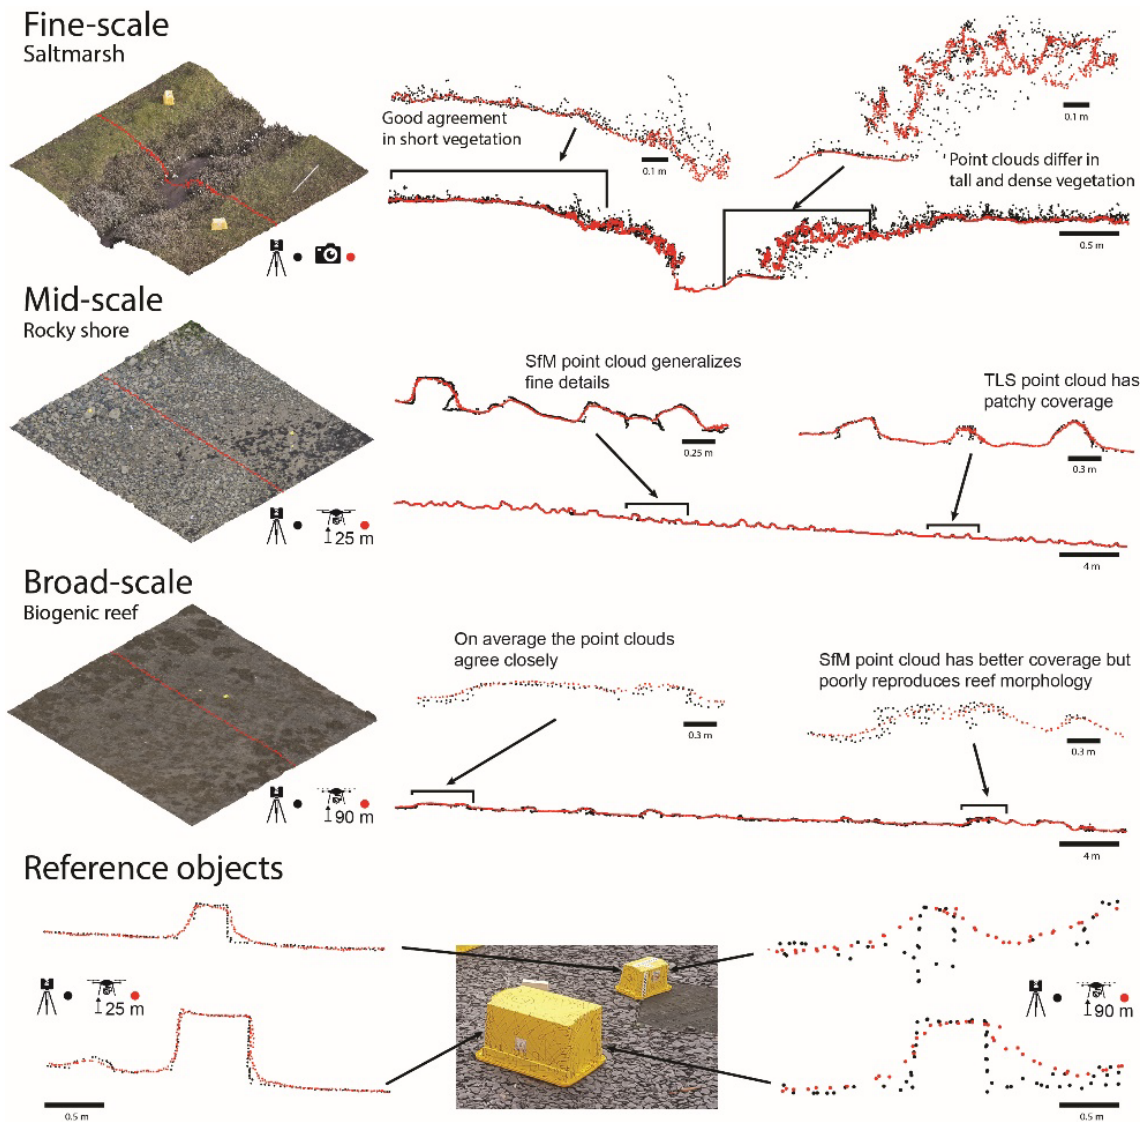 Fine-scale
Saltmarsh
Good agreement
in short vegetation
0.1 m
0.1 m
'Point clouds differ in
tall and dense vegetation
0.5 m
Mid-scale
Rocky shore
SfM point cloud generalizes
fine details
TLS point cloud has
patchy coverage
0.25 m
0.3 m
25 m
4 m
Broad-scale
Biogenic reef
On average the point clouds
agree closely
SfM point cloud has better coverage but
poorly reproduces reef morphology
0.3 m
0.3 m
90 m
4 m
Reference objects
25 m
90 m
0.5 m
0.5 m